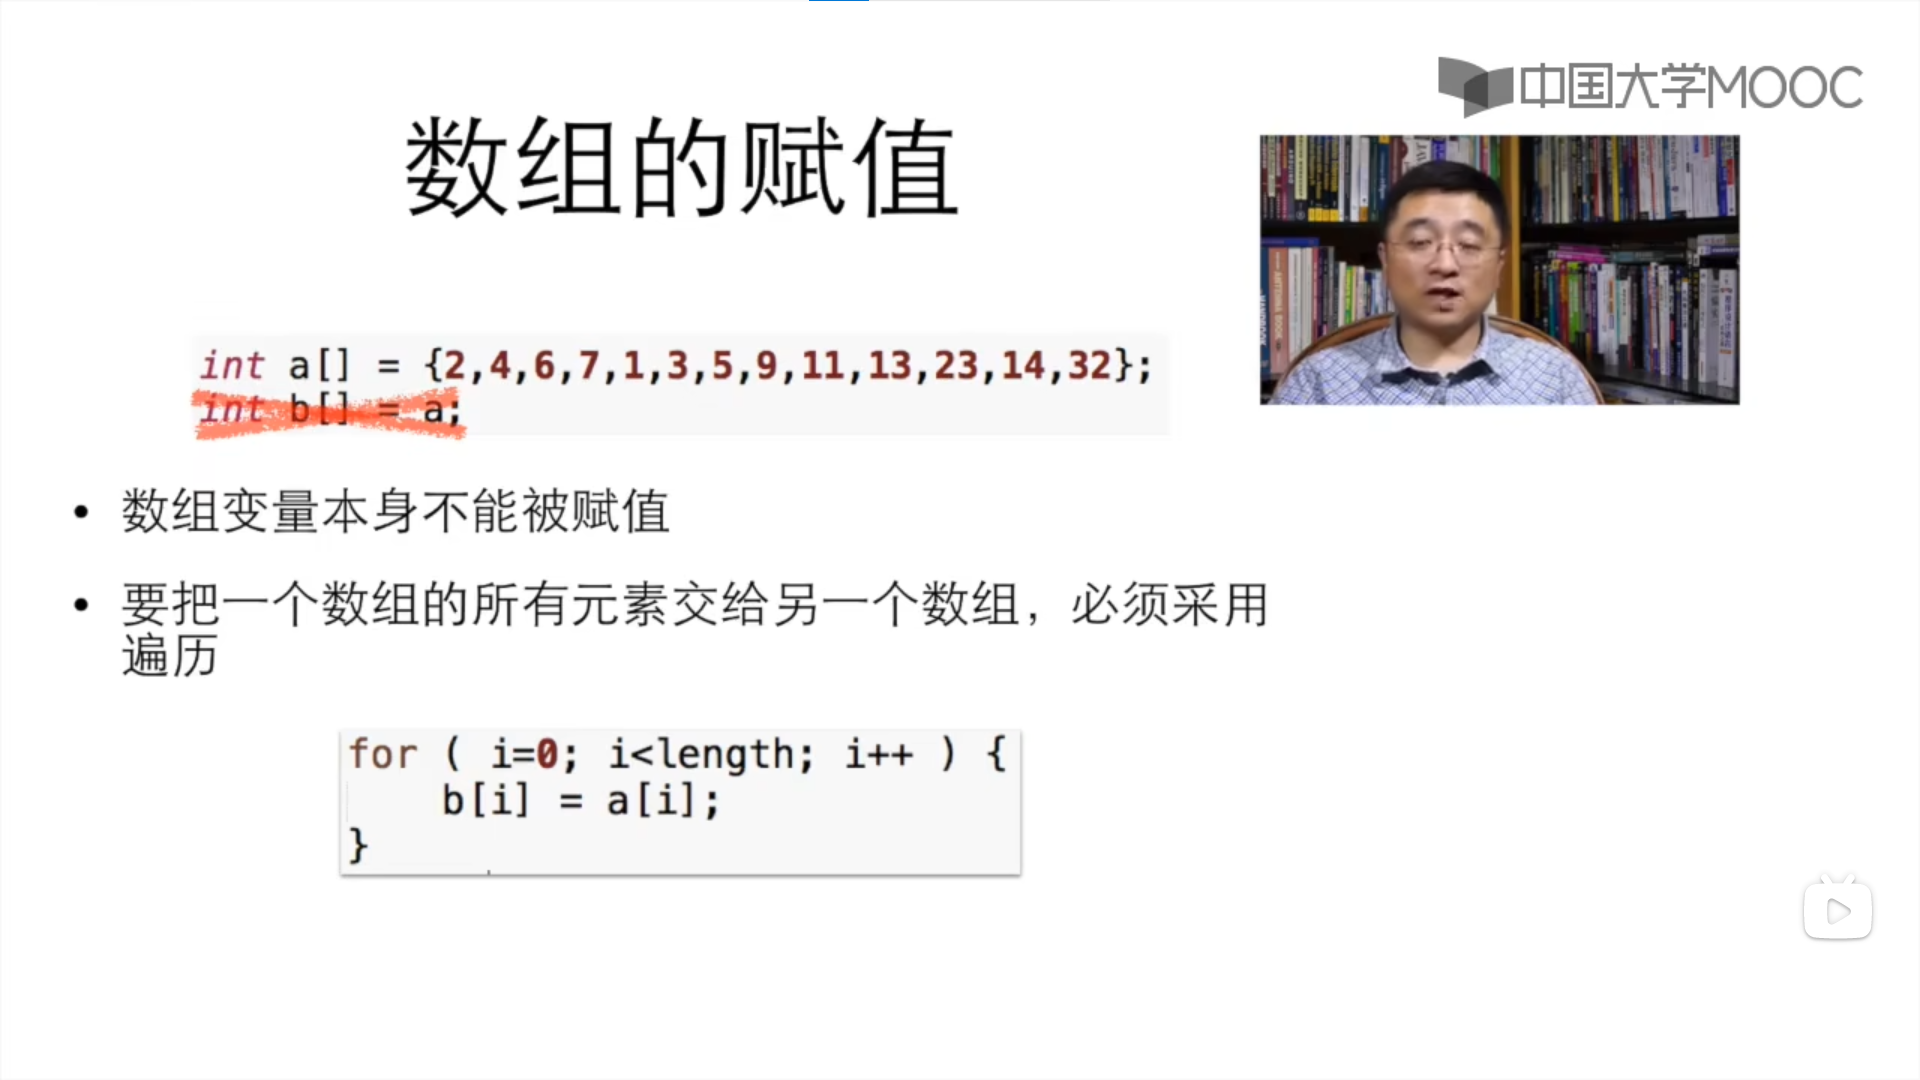 中国大学MOOC
数组的赋值
int a[] = {2,4,6,7,1,3,5,9,11,13,23,14,32};
int b[] = a;
• 数组变量本身不能被赋值
• 要把一个数组的所有元素交给另一个数组，必须采用
遍历
for ( i=0; i<length; i++ ) {
b[i] = a[i];
}